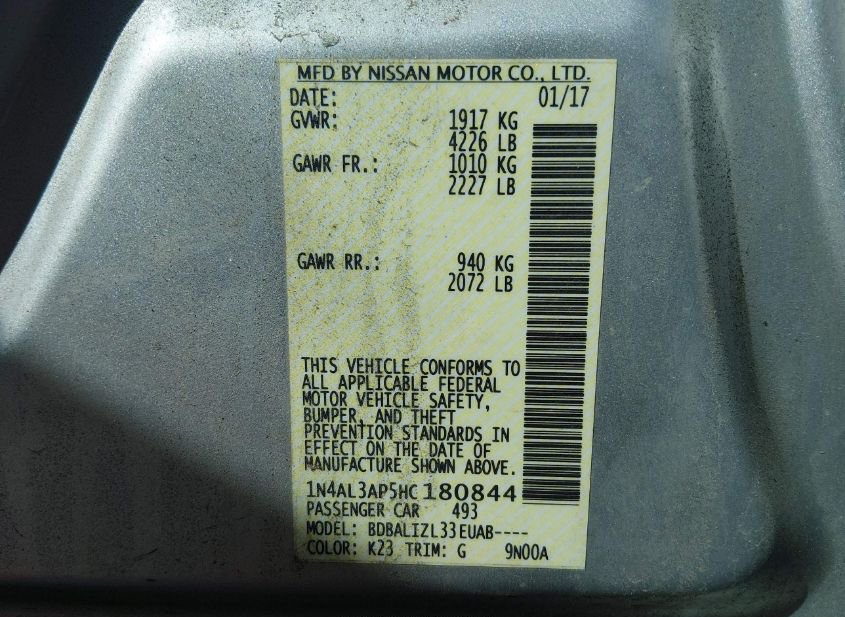 MFD BY NISSAN MOTOR CO., LTD.
DATE: 01/17
GVWR: 1917 KG
4226 LB
GAWR FR.: 1010 KG
2227 LB
GAWR RR.: 940 KG
2072 LB
THIS VEHICLE CONFORMS TO
ALL APPLICABLE FEDERAL
MOTOR VEHICLE SAFETY,
BUMPER, AND THEFT
PREVENTION STANDARDS IN
EFFECT ON THE DATE OF
MANUFACTURE SHOWN ABOVE.
1N4AL3AP5HC180844
PASSENGER CAR 493
MODEL: BDBALIZL33EUAB----
COLOR: K23 TRIM: G 9N00A